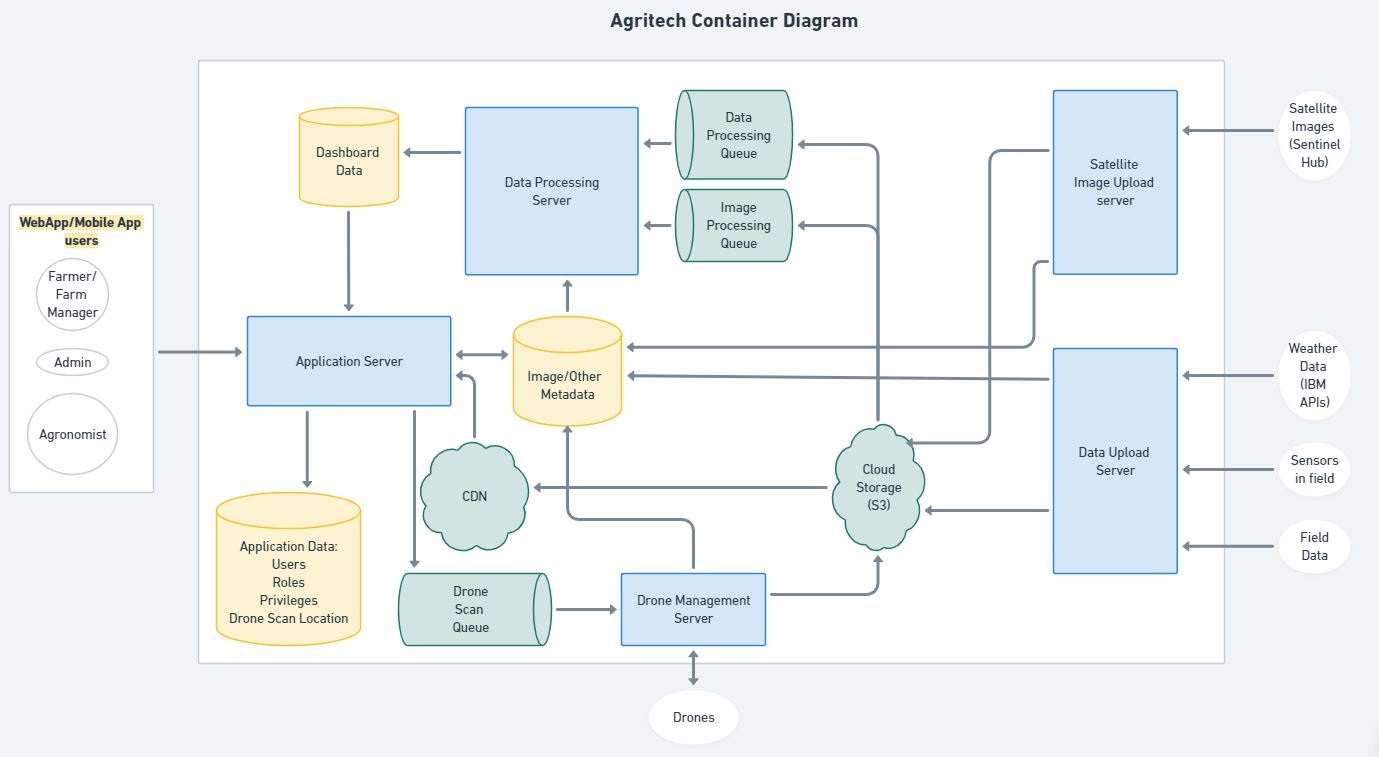 Agritech Container Diagram
WebApp/Mobile App
users
Farmer/
Farm
Manager
Admin
Agronomist
Dashboard
Data
Data Processing
Server
Data
Processing
Queue
Image
Processing
Queue
Satellite
Image Upload
server
Satellite
Images
(Sentinel
Hub)
Application Server
Image/Other
Metadata
Weather
Data
(IBM
APIs)
Data Upload
Server
Sensors
in field
Field
Data
CDN
Cloud
Storage
(S3)
Application Data:
Users
Roles
Privileges
Drone Scan Location
Drone
Scan
Queue
Drone Management
Server
Drones